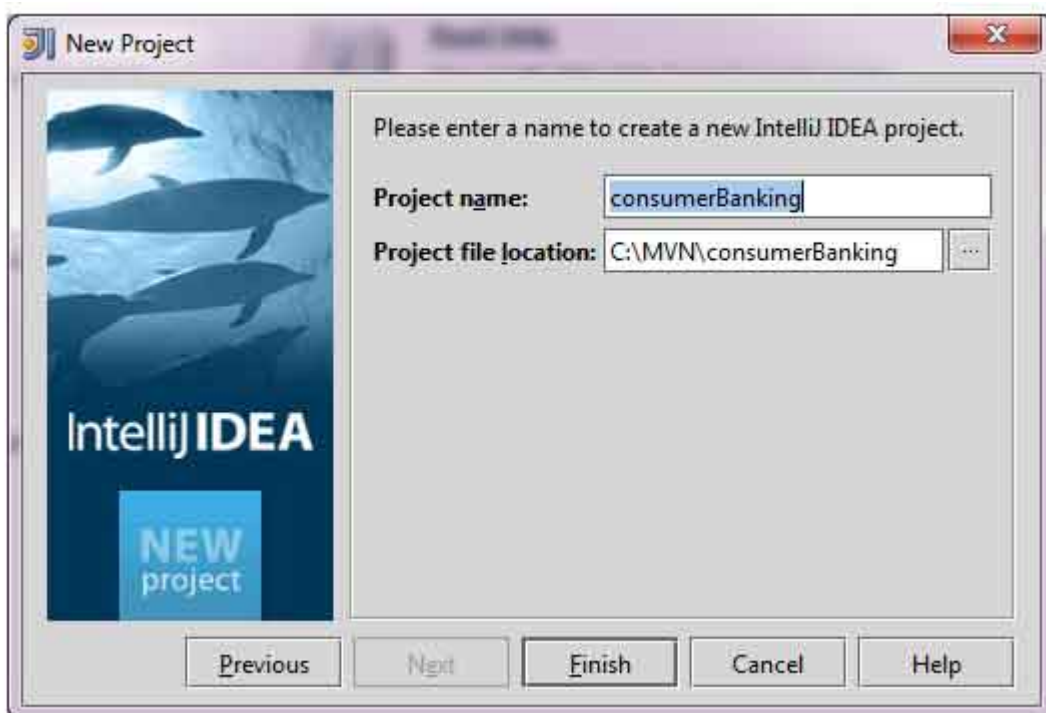 New Project
Please enter a name to create a new IntelliJ IDEA project.
Project name: consumerBanking
Project file location: C:\MVN\consumerBanking ...
IntelliJ IDEA
NEW
project
Previous Next Finish Cancel Help